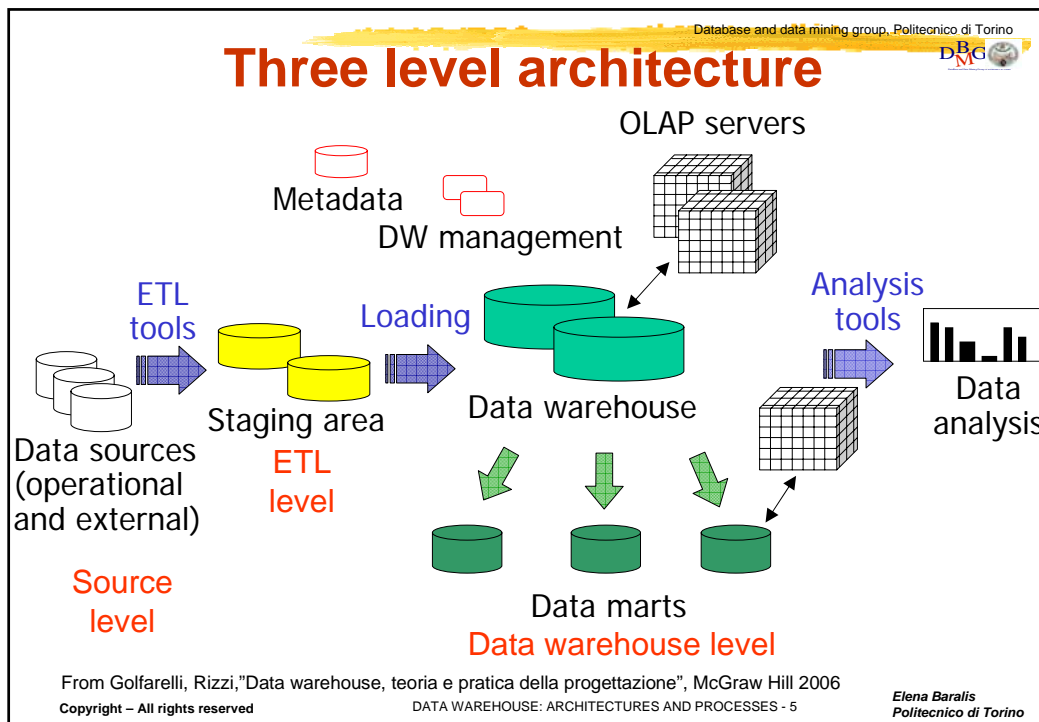 Database and data mining group, Politecnico di Torino
DBMG
Three level architecture
OLAP servers
Metadata
DW management
ETL
tools
Loading
Analysis
tools
Data sources
(operational
and external)
Staging area
Data warehouse
Data
analysis
ETL
level
Source
level
Data marts
Data warehouse level
From Golfarelli, Rizzi,”Data warehouse, teoria e pratica della progettazione”, McGraw Hill 2006
Copyright – All rights reserved
DATA WAREHOUSE: ARCHITECTURES AND PROCESSES - 5
Elena Baralis
Politecnico di Torino